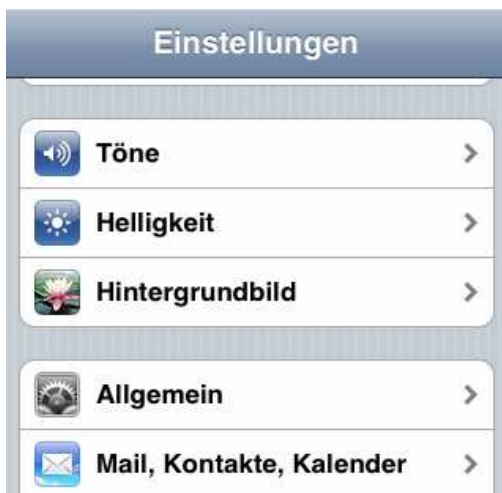 Einstellungen
Töne
Helligkeit
Hintergrundbild
Allgemein
Mail, Kontakte, Kalender